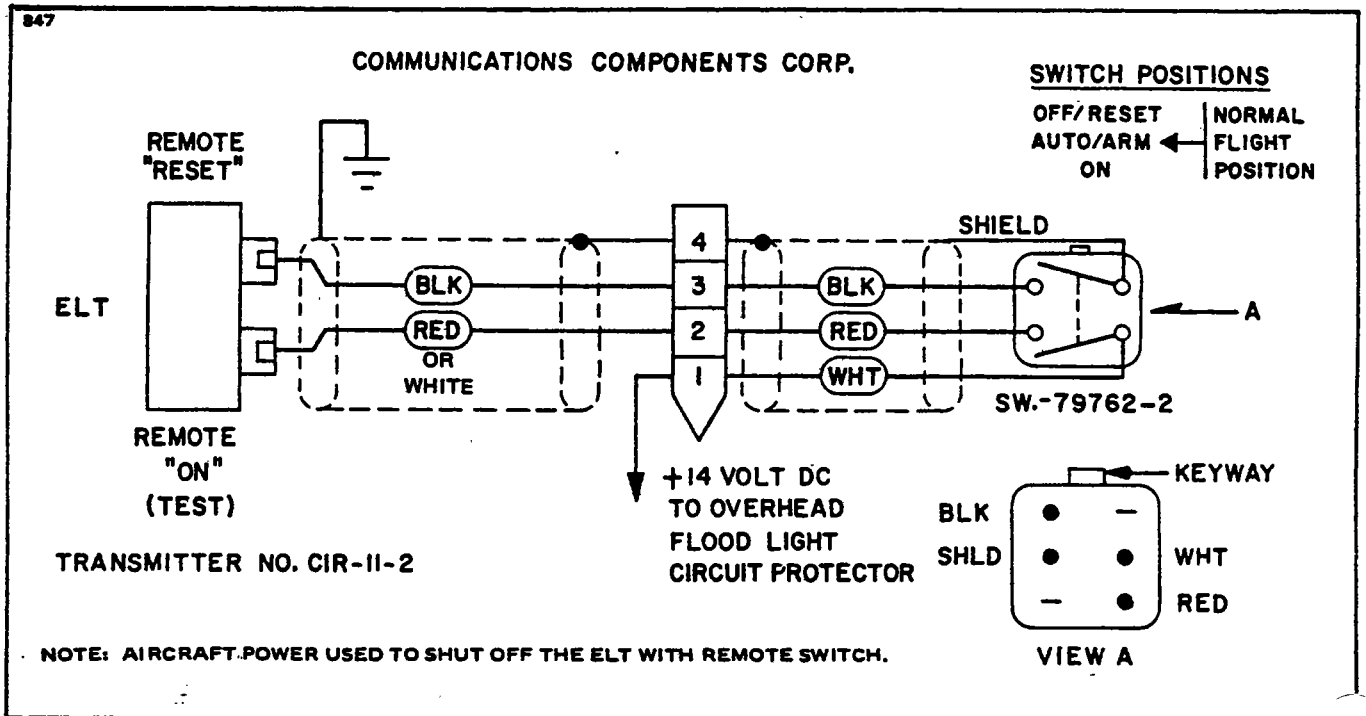 847
COMMUNICATIONS COMPONENTS CORP.
SWITCH POSITIONS
OFF/RESET
AUTO/ARM
ON
NORMAL
FLIGHT
POSITION
REMOTE
"RESET"
SHIELD
4
BLK
3
BLK
ELT
A
RED
2
RED
OR
WHITE
1
WHT
SW.-79762-2
REMOTE
"ON"
(TEST)
+14 VOLT DC
TO OVERHEAD
FLOOD LIGHT
CIRCUIT PROTECTOR
KEYWAY
BLK
–
SHLD
WHT
–
RED
TRANSMITTER NO. CIR-11-2
VIEW A
NOTE: AIRCRAFT POWER USED TO SHUT OFF THE ELT WITH REMOTE SWITCH.